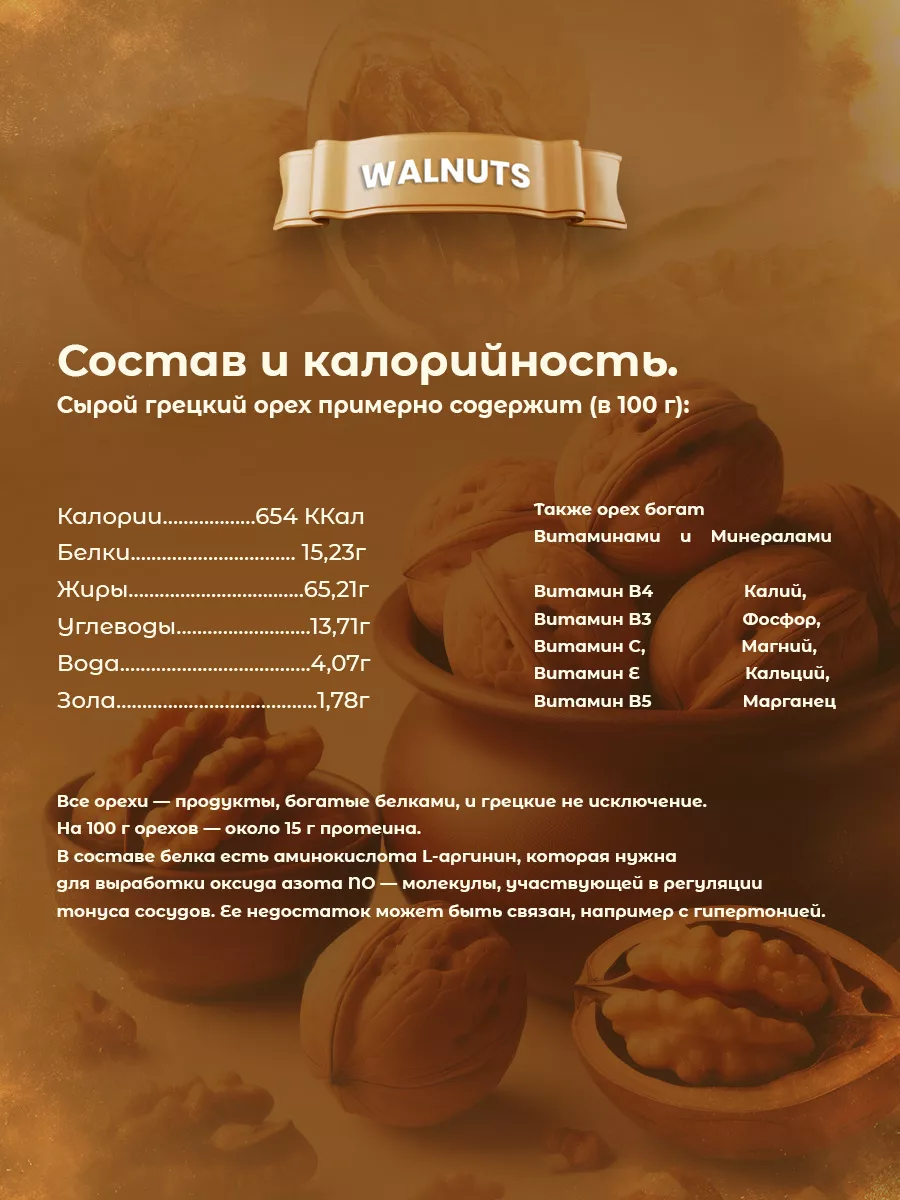 WALNUTS
Состав и калорийность.
Сырой грецкий орех примерно содержит (в 100 г):
Калории..................654 ККал
Белки................................ 15,23г
Жиры..................................65,21г
Углеводы..........................13,71г
Вода.....................................4,07г
Зола.......................................1,78г
Также орех богат
Витаминами и Минералами
Витамин B4 Калий,
Витамин B3 Фосфор,
Витамин C, Магний,
Витамин E Кальций,
Витамин B5 Марганец
Все орехи — продукты, богатые белками, и грецкие не исключение.
На 100 г орехов — около 15 г протеина.
В составе белка есть аминокислота L-аргинин, которая нужна
для выработки оксида азота NO — молекулы, участвующей в регуляции
тонуса сосудов. Ее недостаток может быть связан, например с гипертонией.